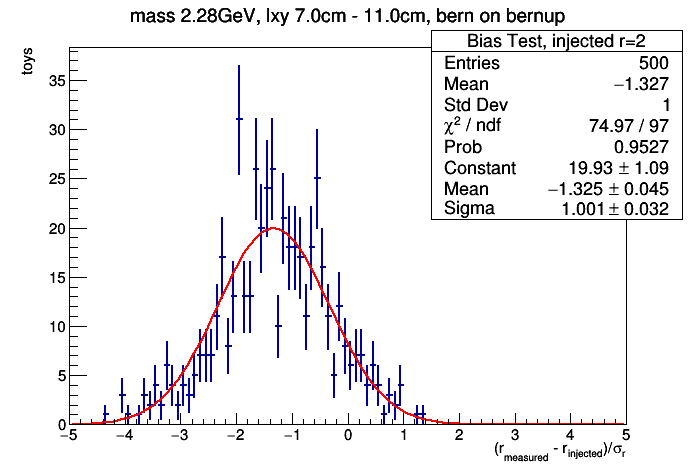 mass 2.28GeV, lxy 7.0cm - 11.0cm, bern on bernup
Bias Test, injected r=2
Entries 500
Mean −1.327
Std Dev 1
χ² / ndf 74.97 / 97
Prob 0.9527
Constant 19.93 ± 1.09
Mean −1.325 ± 0.045
Sigma 1.001 ± 0.032
toys
35
30
25
20
15
10
5
0
−5 −4 −3 −2 −1 0 1 2 3 4 5
(r_measured - r_injected)/σ_r